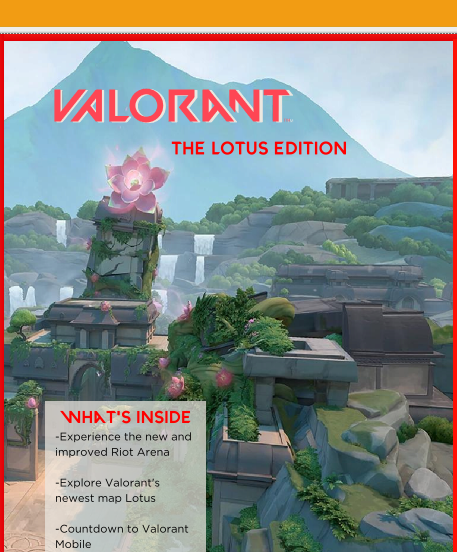 VALORANT
THE LOTUS EDITION
WHAT'S INSIDE
-Experience the new and
improved Riot Arena
-Explore Valorant's
newest map Lotus
-Countdown to Valorant
Mobile